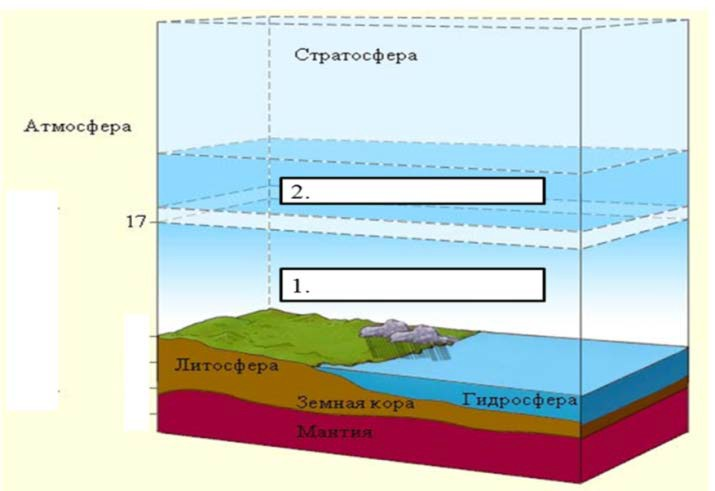 Стратосфера
Атмосфера
2.
17
1.
Литосфера
Земная кора
Гидросфера
Мантия